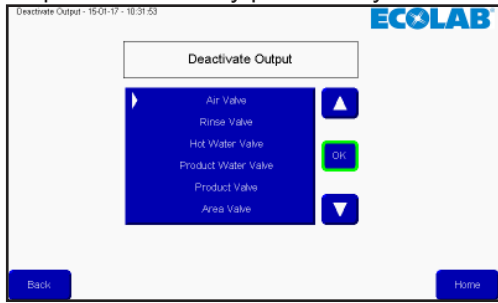 Deactivate Output - 15-01-17 - 10:31:53
ECOLAB
Deactivate Output
Air Valve
Rinse Valve
Hot Water Valve
OK
Product Water Valve
Product Valve
Area Valve
Back
Home